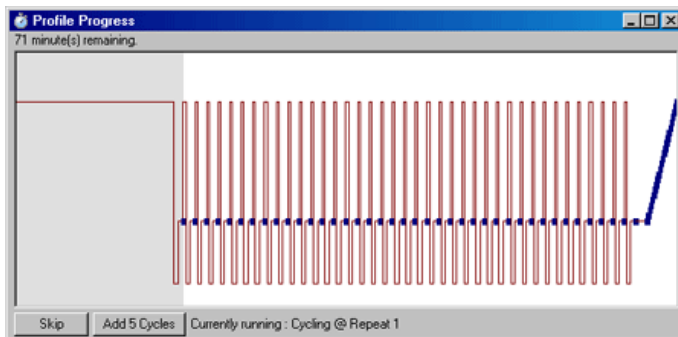 Profile Progress
71 minute(s) remaining.
Skip
Add 5 Cycles
Currently running : Cycling @ Repeat 1